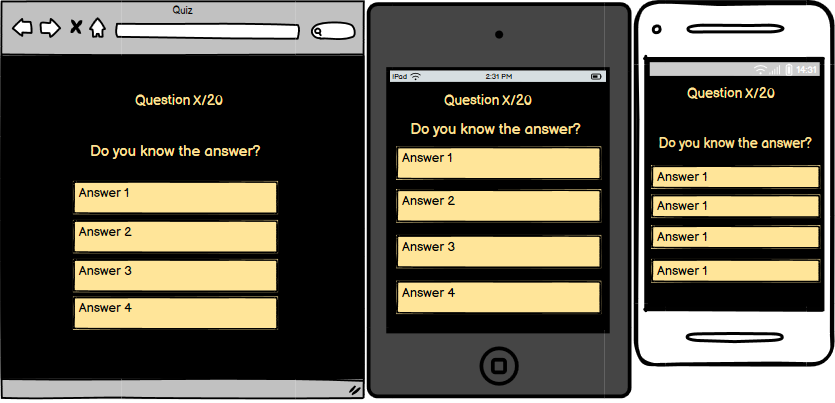 Quiz
Question X/20
Do you know the answer?
Answer 1
Answer 2
Answer 3
Answer 4
iPod
2:31 PM
Question X/20
Do you know the answer?
Answer 1
Answer 2
Answer 3
Answer 4
14:31
Question X/20
Do you know the answer?
Answer 1
Answer 1
Answer 1
Answer 1